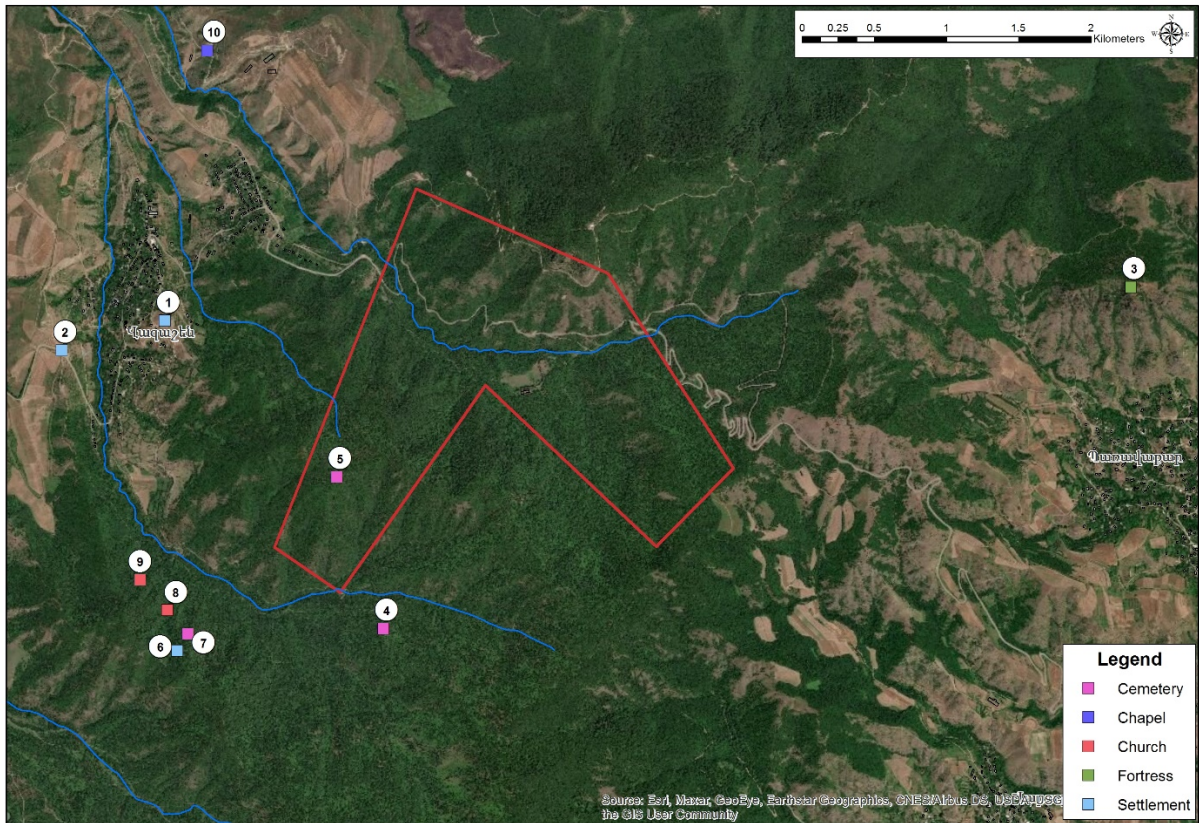 10
0 0.25 0.5 1 1.5 2
Kilometers
N
W E
S
3
1
2
Վազաշեն
Պառավաքար
5
9
8
4
6
7
Legend
Cemetery
Chapel
Church
Fortress
Settlement
Source: Esri, Maxar, GeoEye, Earthstar Geographics, CNES/Airbus DS,
the GIS User Community